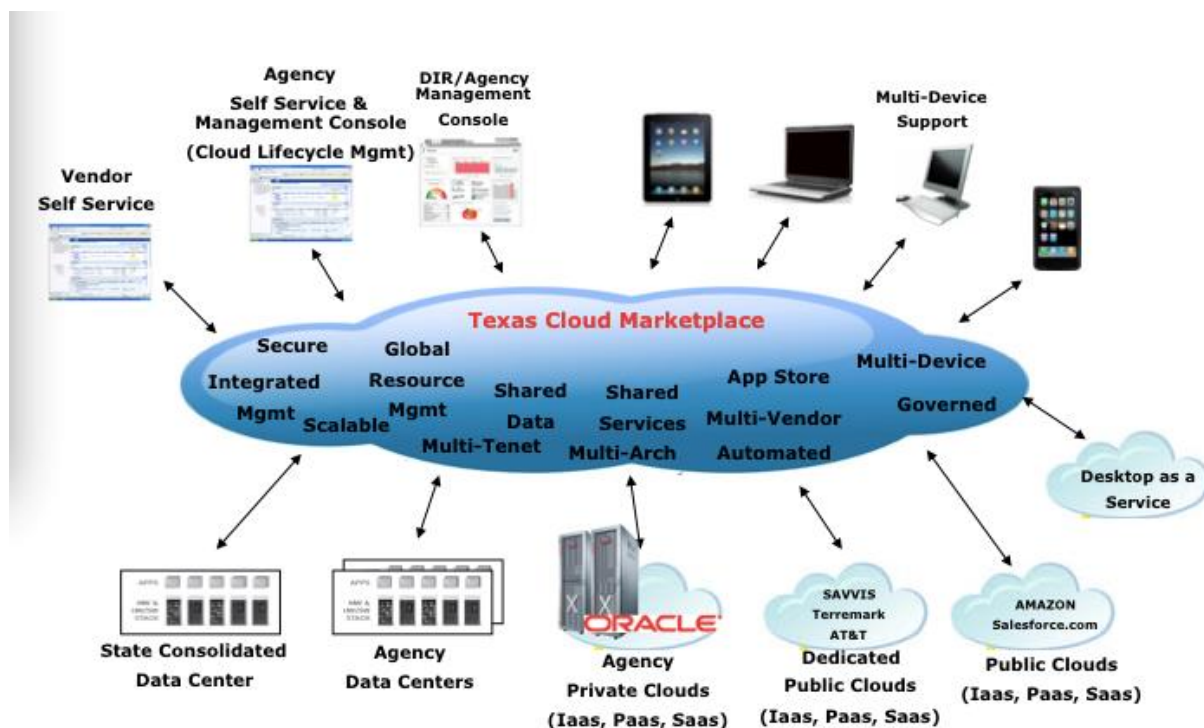 Agency
Self Service &
Management Console
(Cloud Lifecycle Mgmt)
DIR/Agency
Management
Console
Multi-Device
Support
Vendor
Self Service
Texas Cloud Marketplace
Secure
Integrated
Mgmt
Scalable
Global
Resource
Mgmt
Multi-Tenet
Shared
Data
Shared
Services
Multi-Arch
App Store
Multi-Vendor
Automated
Multi-Device
Governed
Desktop as a
Service
APPS
STACK
State Consolidated
Data Center
APPS
STACK
Agency
Data Centers
X
X
ORACLE
Agency
Private Clouds
(Iaas, Paas, Saas)
SAVVIS
Terremark
AT&T
Dedicated
Public Clouds
(Iaas, Paas, Saas)
AMAZON
Salesforce.com
Public Clouds
(Iaas, Paas, Saas)